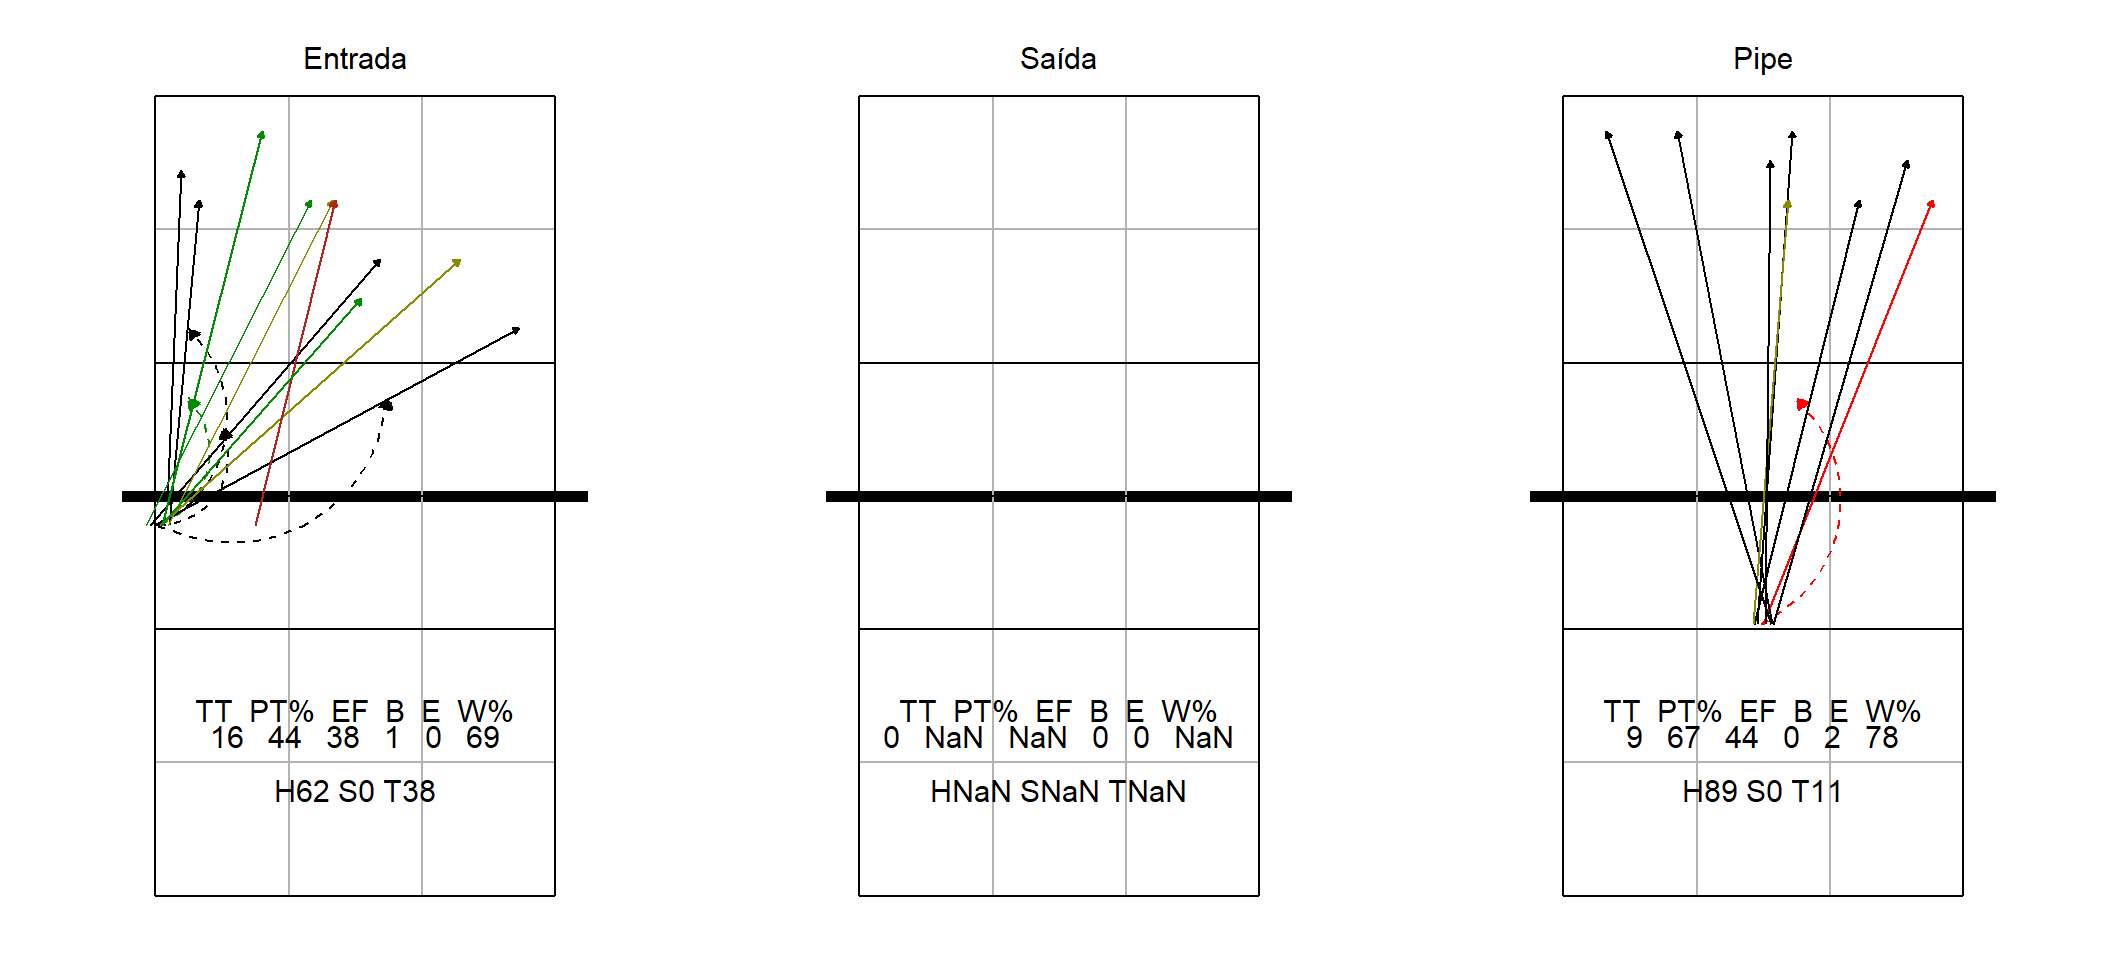 Entrada
TT PT% EF B E W%
16 44 38 1 0 69
H62 S0 T38
Saída
TT PT% EF B E W%
0 NaN NaN 0 0 NaN
HNaN SNaN TNaN
Pipe
TT PT% EF B E W%
9 67 44 0 2 78
H89 S0 T11